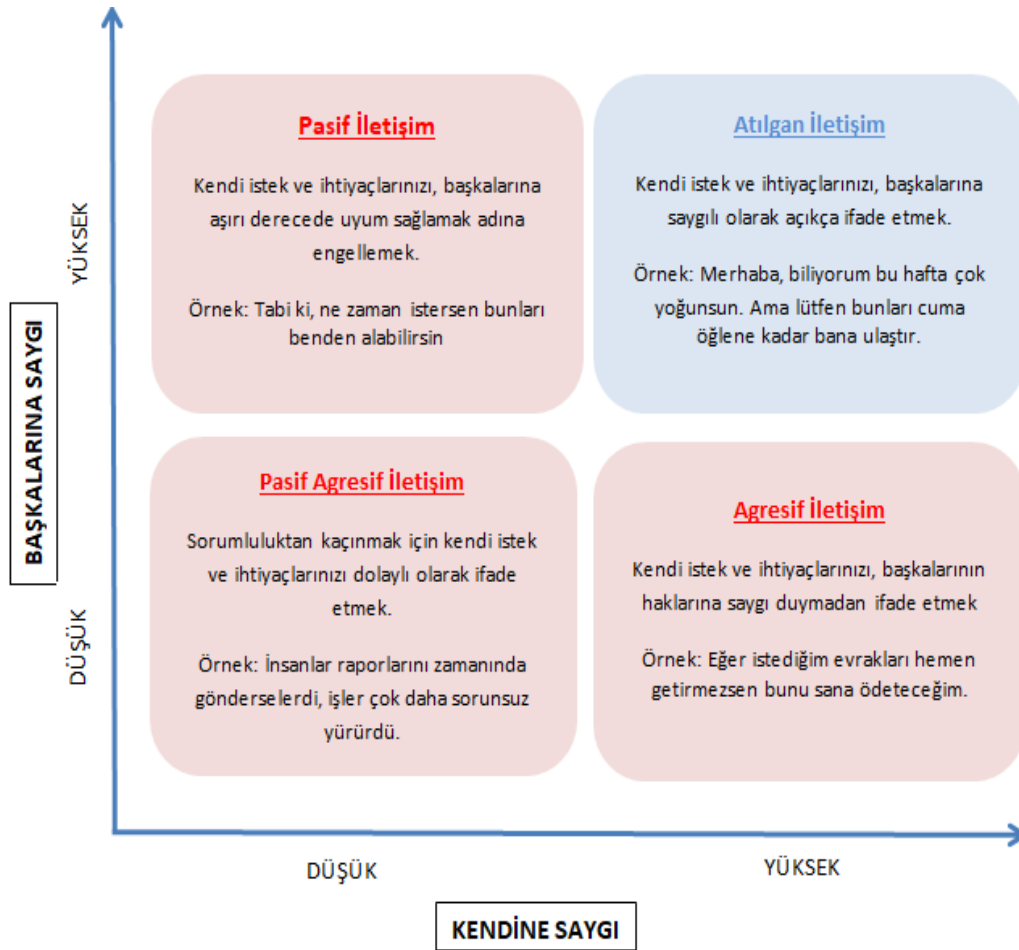 Pasif İletişim
Kendi istek ve ihtiyaçlarınızı, başkalarına
aşırı derecede uyum sağlamak adına
engellemek.
Örnek: Tabi ki, ne zaman istersen bunları
benden alabilirsin
Atılgan İletişim
Kendi istek ve ihtiyaçlarınızı, başkalarına
saygılı olarak açıkça ifade etmek.
Örnek: Merhaba, biliyorum bu hafta çok
yoğunsun. Ama lütfen bunları cuma
öğlene kadar bana ulaştır.
YÜKSEK
BAŞKALARINA SAYGI
DÜŞÜK
Pasif Agresif İletişim
Sorumluluktan kaçınmak için kendi istek
ve ihtiyaçlarınızı dolaylı olarak ifade
etmek.
Örnek: İnsanlar raporlarını zamanında
gönderselerdi, işler çok daha sorunsuz
yürürdü.
Agresif İletişim
Kendi istek ve ihtiyaçlarınızı, başkalarının
haklarına saygı duymadan ifade etmek
Örnek: Eğer istediğim evrakları hemen
getirmezsen bunu sana ödeteceğim.
DÜŞÜK
YÜKSEK
KENDİNE SAYGI